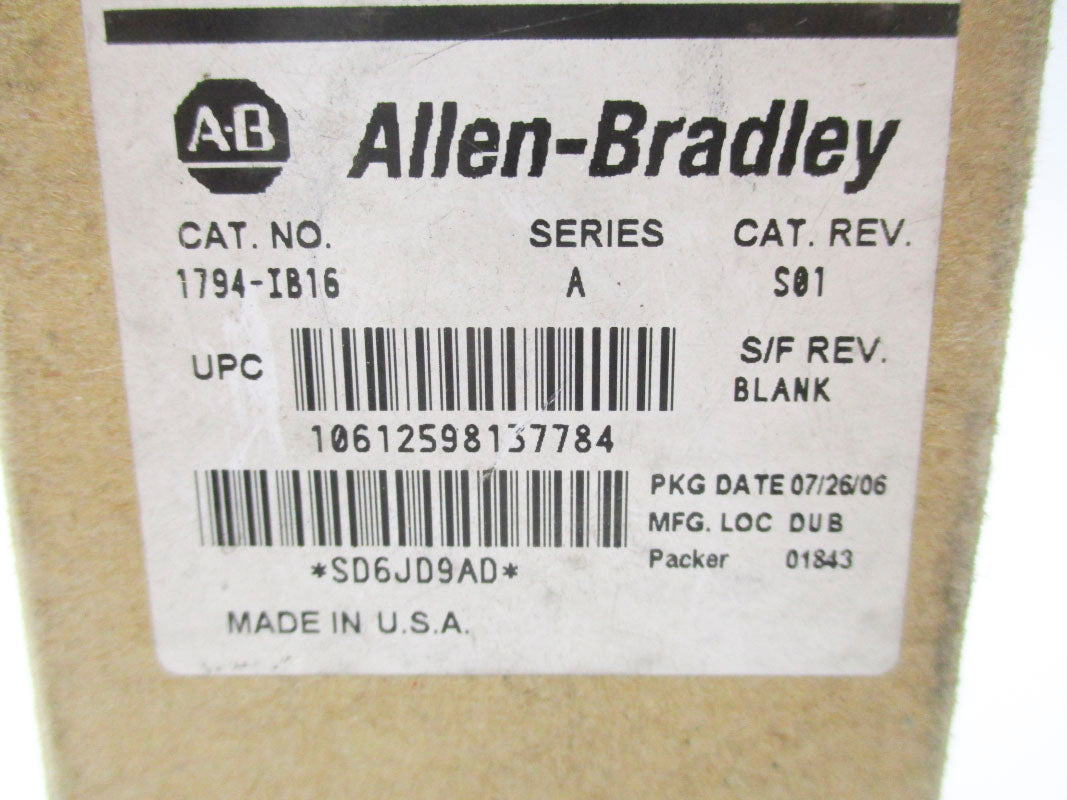 A-B Allen-Bradley
CAT. NO. SERIES CAT. REV.
1794-IB16 A S01
UPC S/F REV.
BLANK
10612598137784
PKG DATE 07/26/06
MFG. LOC DUB
*SD6JD9AD* Packer 01843
MADE IN U.S.A.